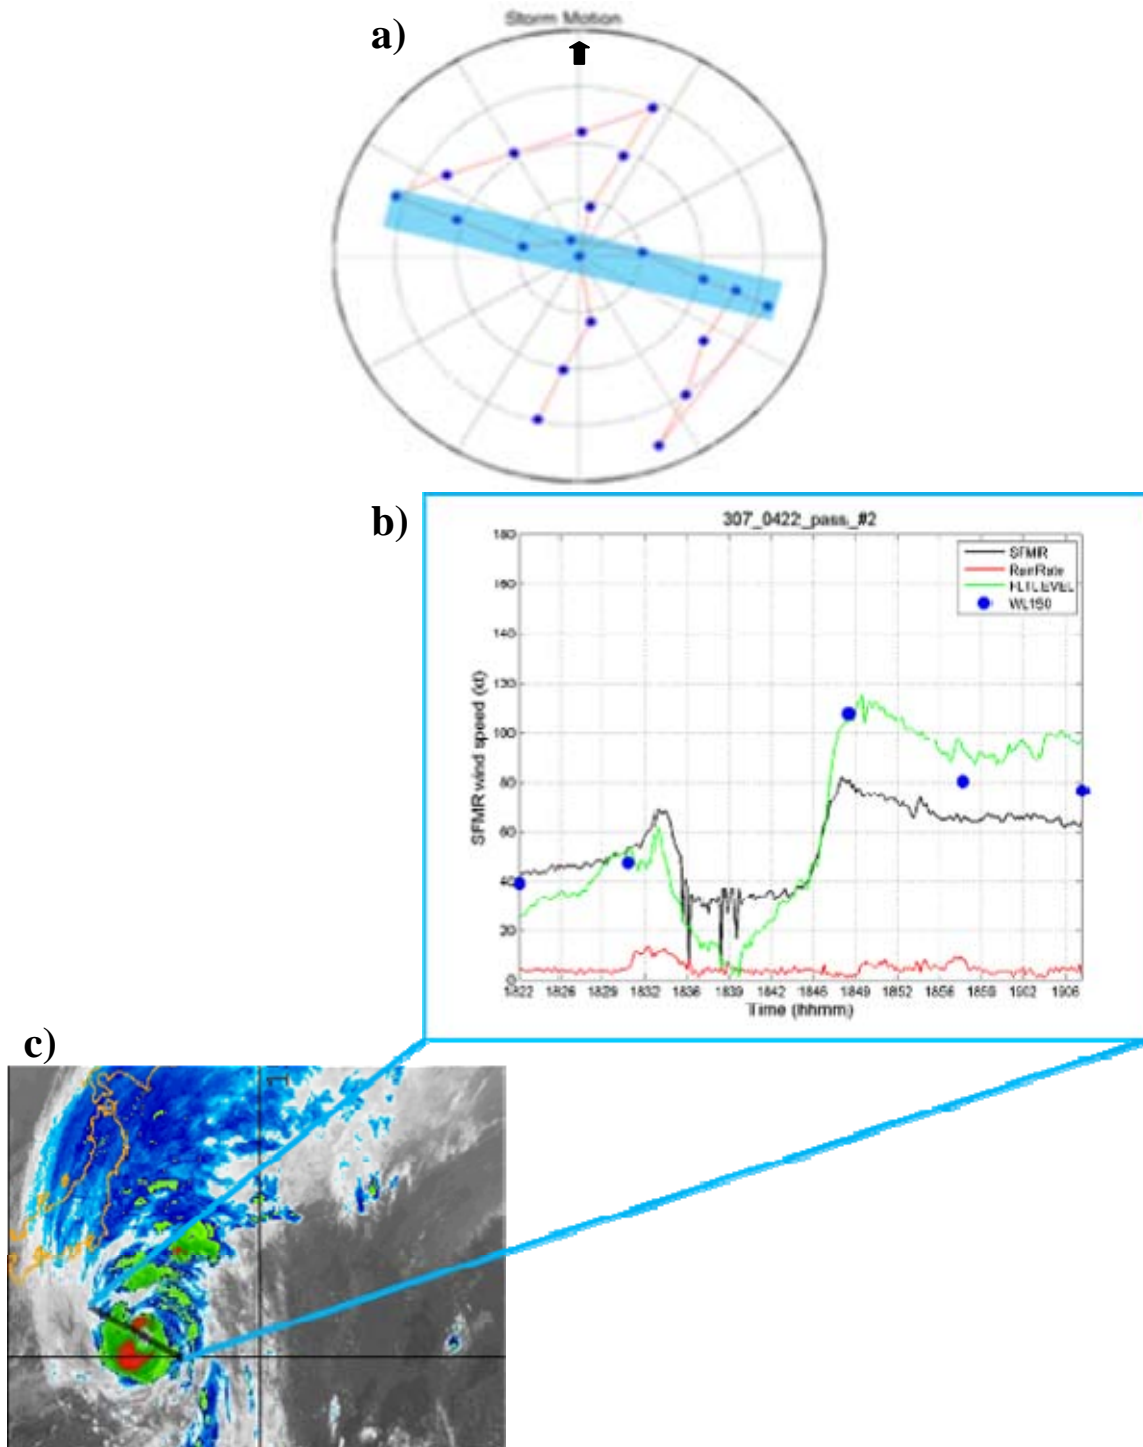 a)
Storm Motion
b)
307_0422_pass_#2
180
160
140
120
100
80
60
40
20
0
SFMR wind speed (kt)
SFMR
RainRate
FLTLEVEL
WL150
1822 1826 1829 1832 1836 1839 1842 1846 1849 1852 1856 1859 1902 1906
Time (hhmm)
c)